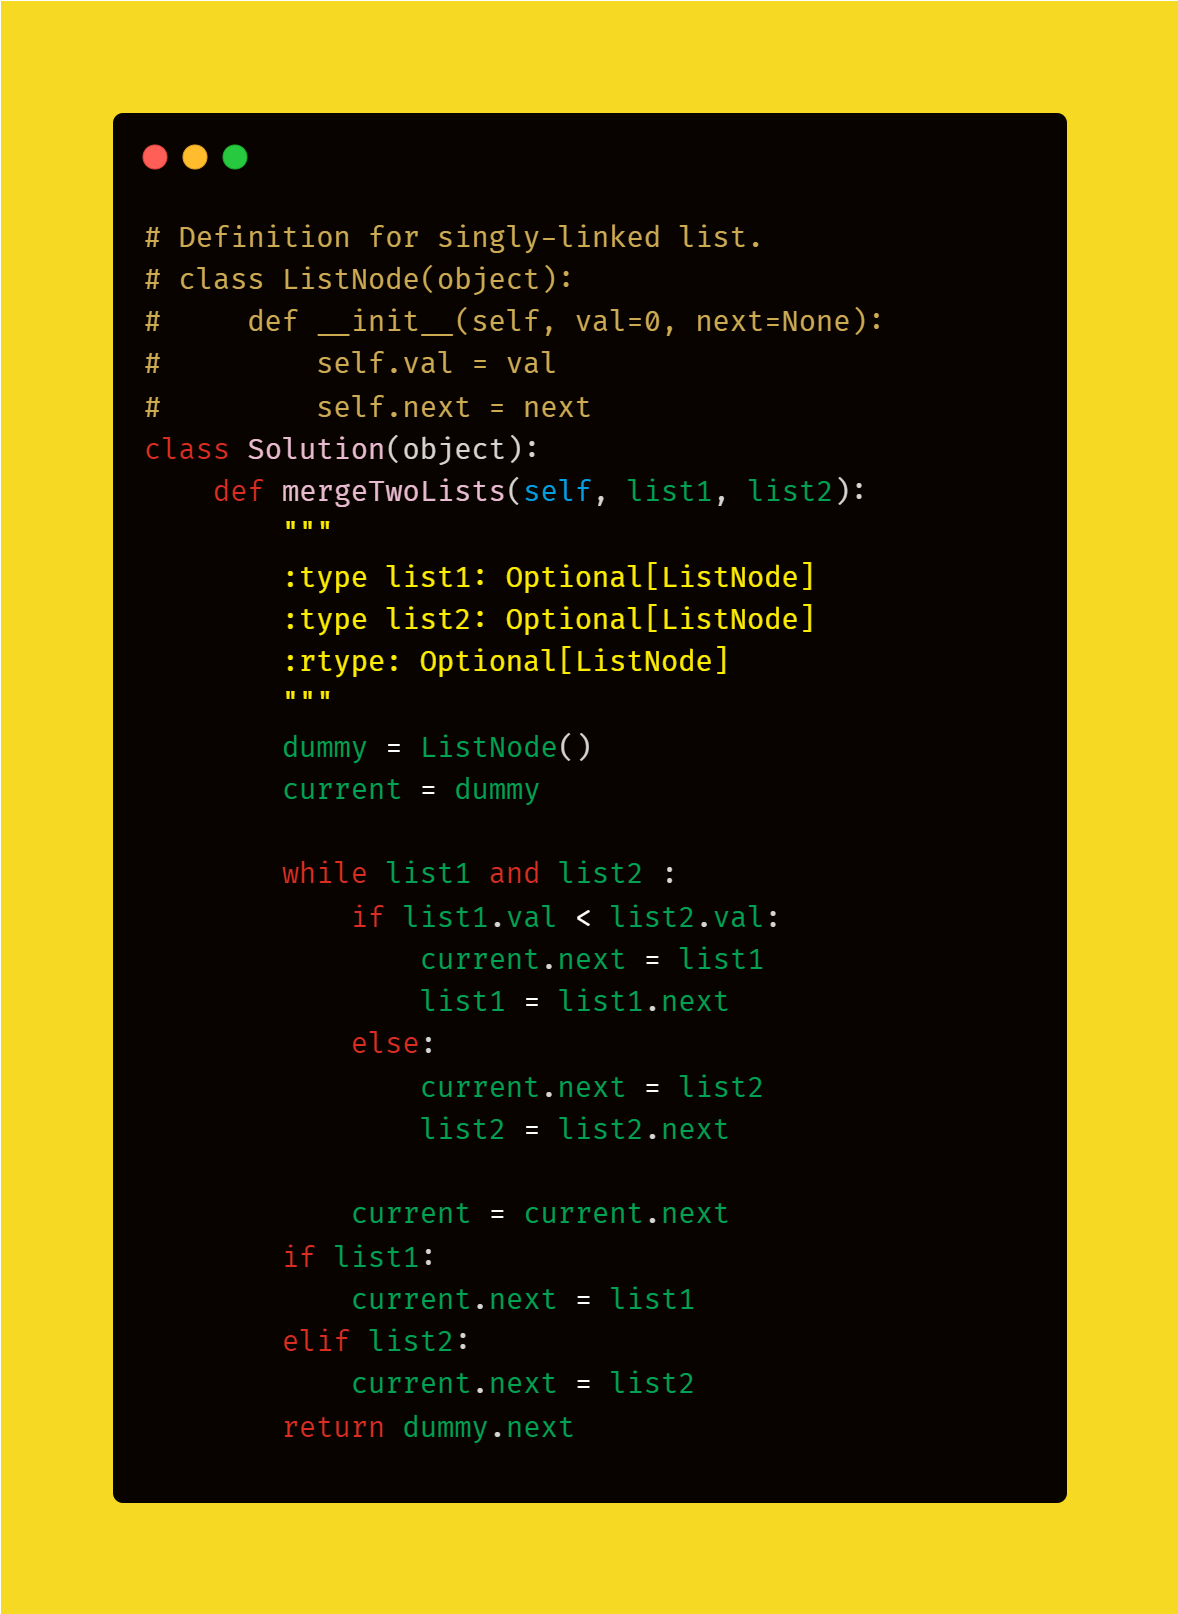 # Definition for singly-linked list.
# class ListNode(object):
#     def __init__(self, val=0, next=None):
#         self.val = val
#         self.next = next
class Solution(object):
    def mergeTwoLists(self, list1, list2):
        """
        :type list1: Optional[ListNode]
        :type list2: Optional[ListNode]
        :rtype: Optional[ListNode]
        """
        dummy = ListNode()
        current = dummy

        while list1 and list2 :
            if list1.val < list2.val:
                current.next = list1
                list1 = list1.next
            else:
                current.next = list2
                list2 = list2.next

            current = current.next
        if list1:
            current.next = list1
        elif list2:
            current.next = list2
        return dummy.next